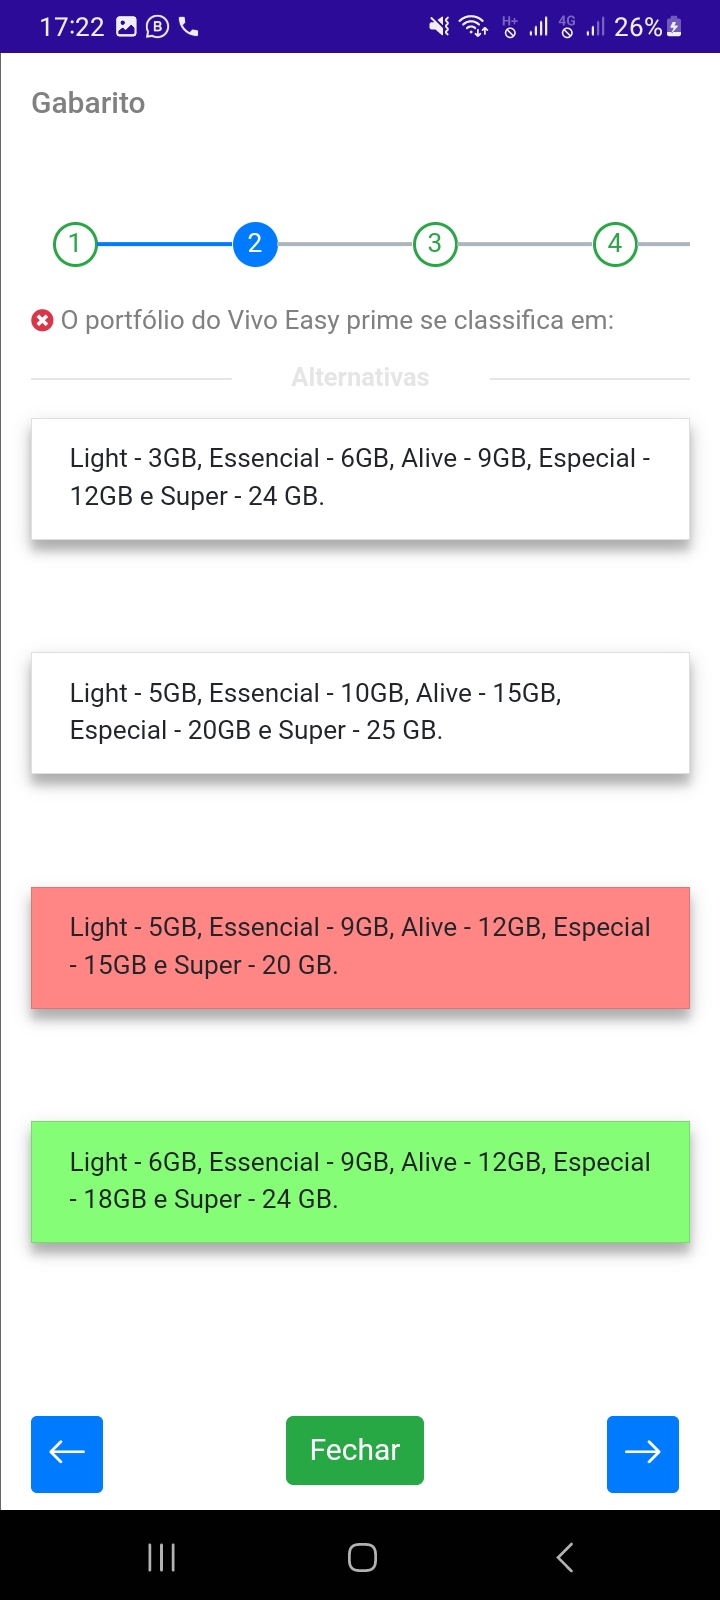 17:22
H+ 4G 26%
Gabarito
1 2 3 4
O portfólio do Vivo Easy prime se classifica em:
Alternativas
Light - 3GB, Essencial - 6GB, Alive - 9GB, Especial -
12GB e Super - 24 GB.
Light - 5GB, Essencial - 10GB, Alive - 15GB,
Especial - 20GB e Super - 25 GB.
Light - 5GB, Essencial - 9GB, Alive - 12GB, Especial
- 15GB e Super - 20 GB.
Light - 6GB, Essencial - 9GB, Alive - 12GB, Especial
- 18GB e Super - 24 GB.
Fechar